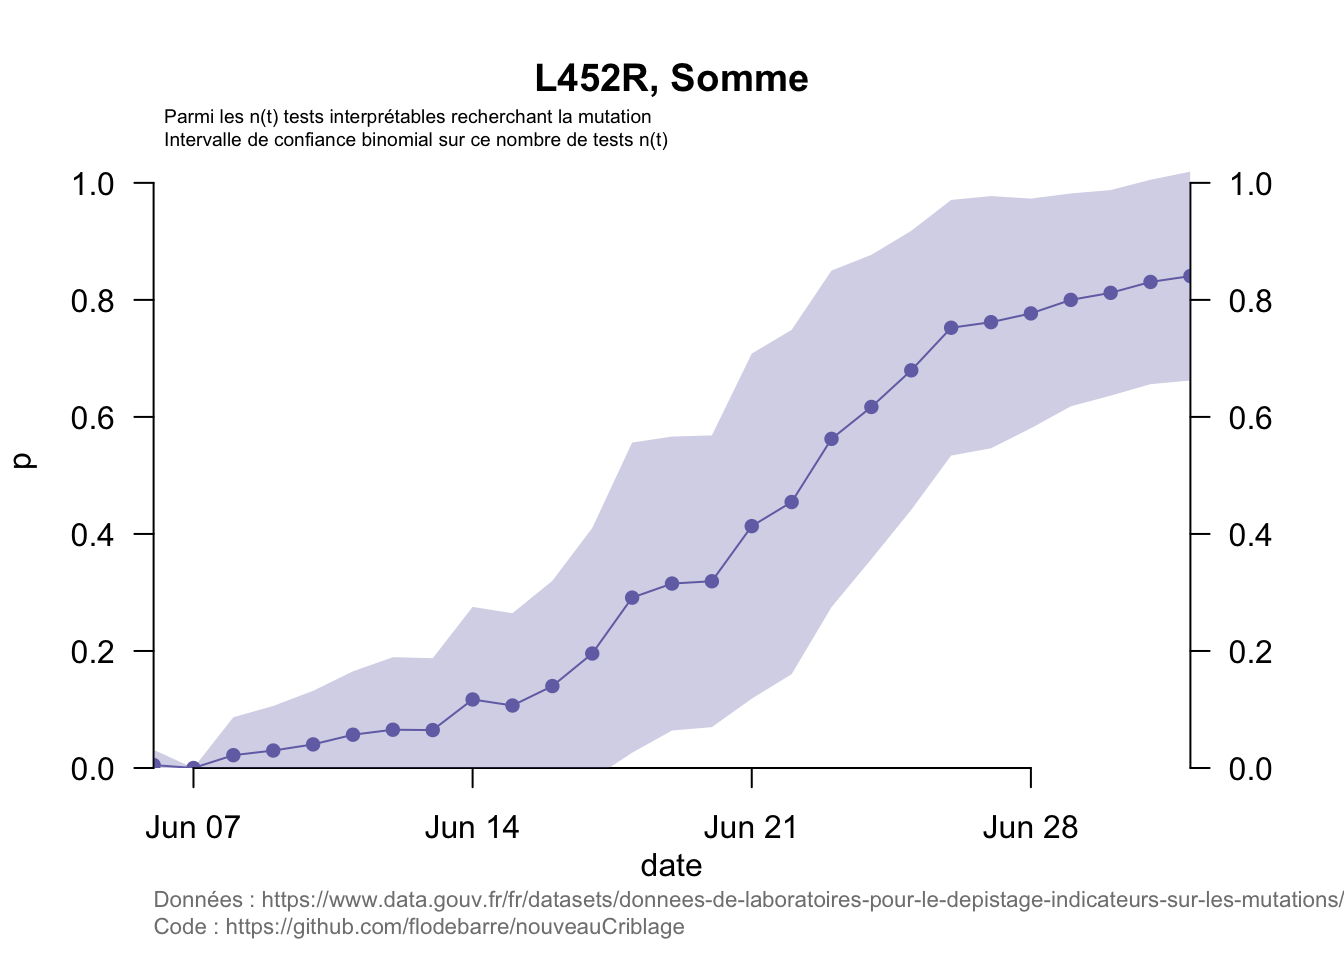 L452R, Somme
Parmi les n(t) tests interprétables recherchant la mutation
Intervalle de confiance binomial sur ce nombre de tests n(t)
1.0
0.8
0.6
0.4
0.2
0.0
p
1.0
0.8
0.6
0.4
0.2
0.0
Jun 07 Jun 14 Jun 21 Jun 28
date
Données : https://www.data.gouv.fr/fr/datasets/donnees-de-laboratoires-pour-le-depistage-indicateurs-sur-les-mutations/
Code : https://github.com/flodebarre/nouveauCriblage